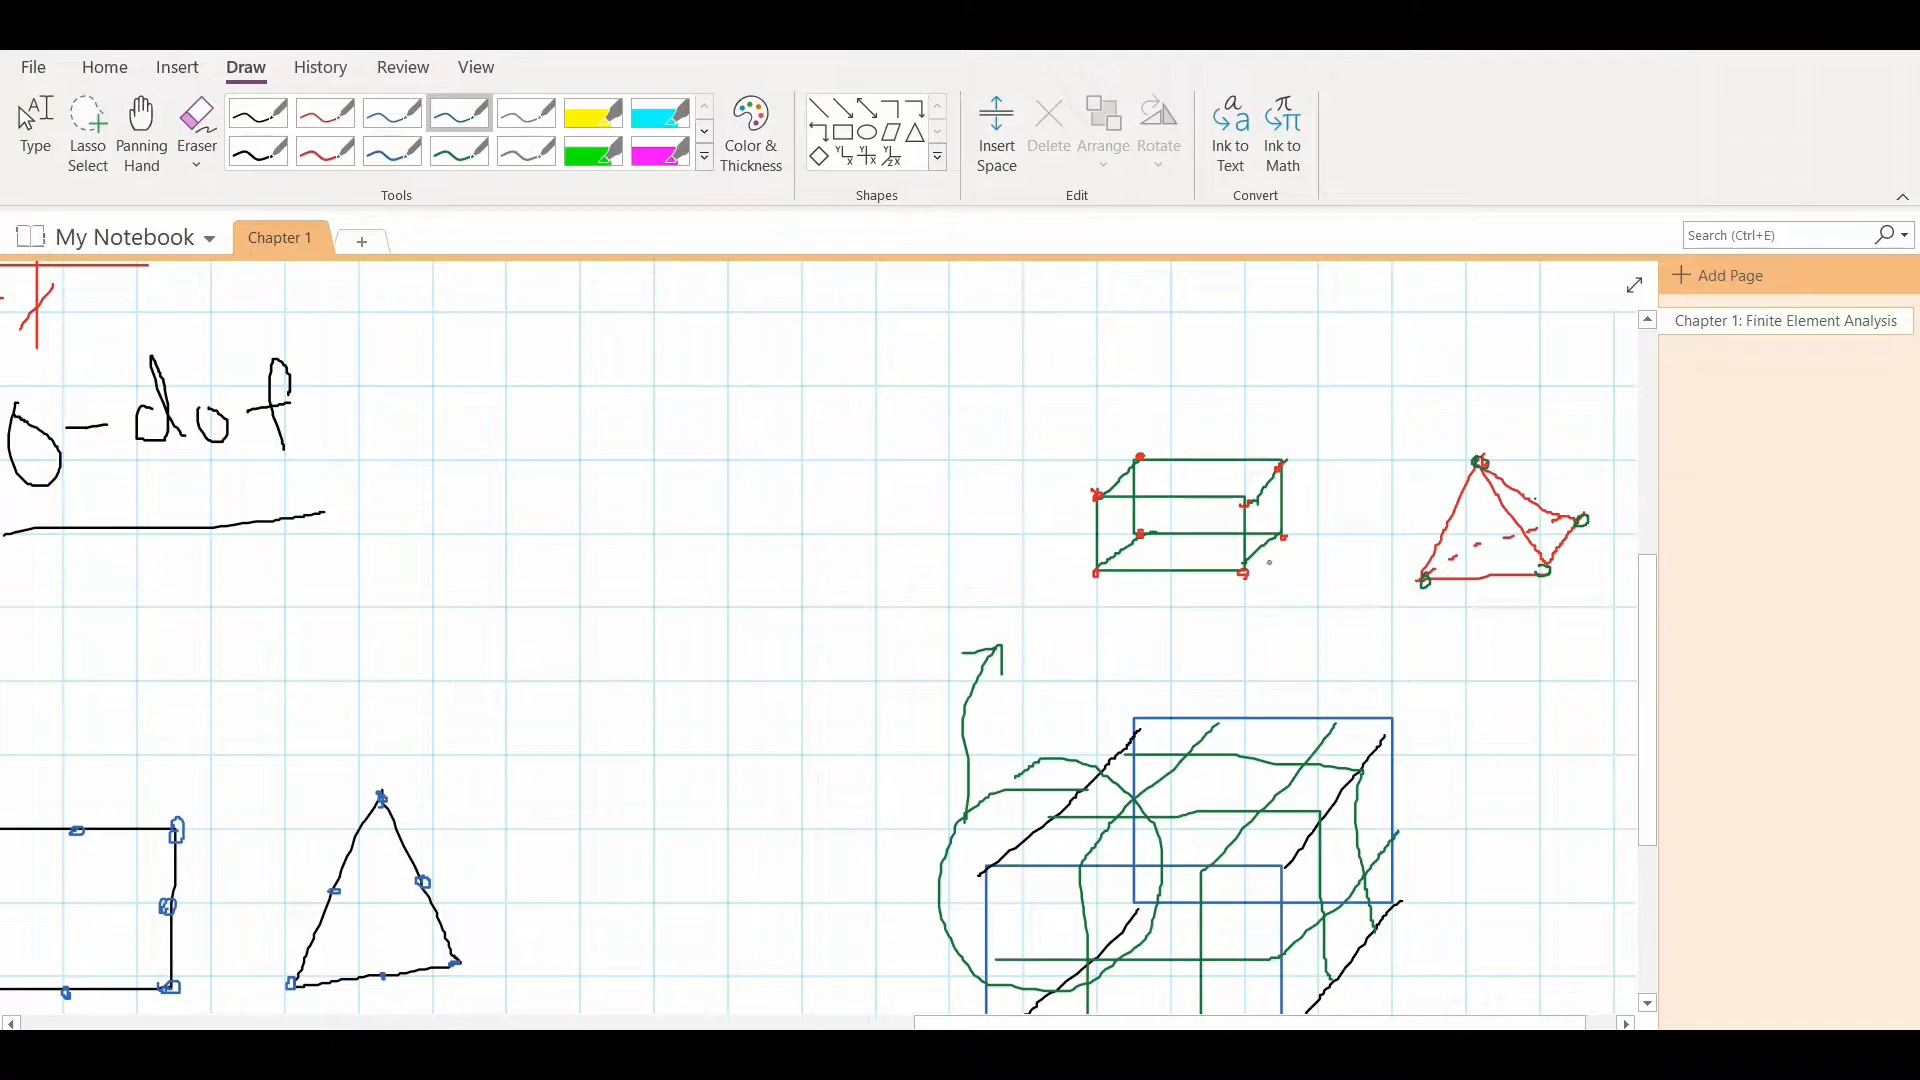 File Home Insert Draw History Review View
Type
Lasso Select
Panning Hand
Eraser
Color & Thickness
Insert Space
Delete
Arrange
Rotate
Ink to Text
Ink to Math
Tools
Shapes
Edit
Convert
My Notebook
Chapter 1
Search (Ctrl+E)
Add Page
Chapter 1: Finite Element Analysis
-dof